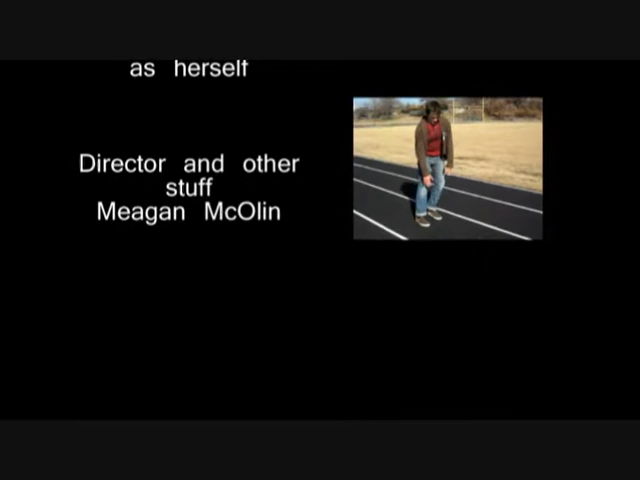 as herself
Director and other
stuff
Meagan McOlin